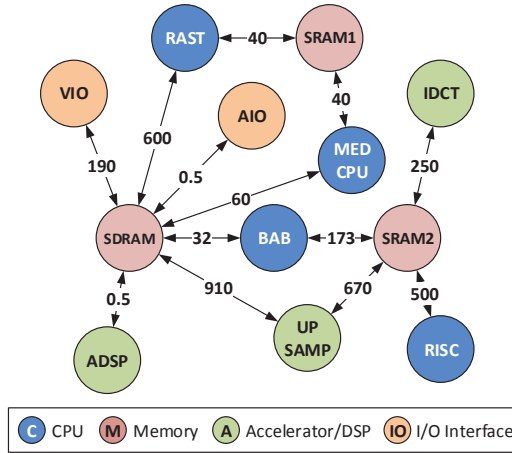 RAST
40
SRAM1
VIO
AIO
IDCT
40
600
MED
CPU
190
0.5
250
60
SDRAM
32
BAB
173
SRAM2
910
670
0.5
500
UP
SAMP
ADSP
RISC
C CPU M Memory A Accelerator/DSP IO I/O Interface